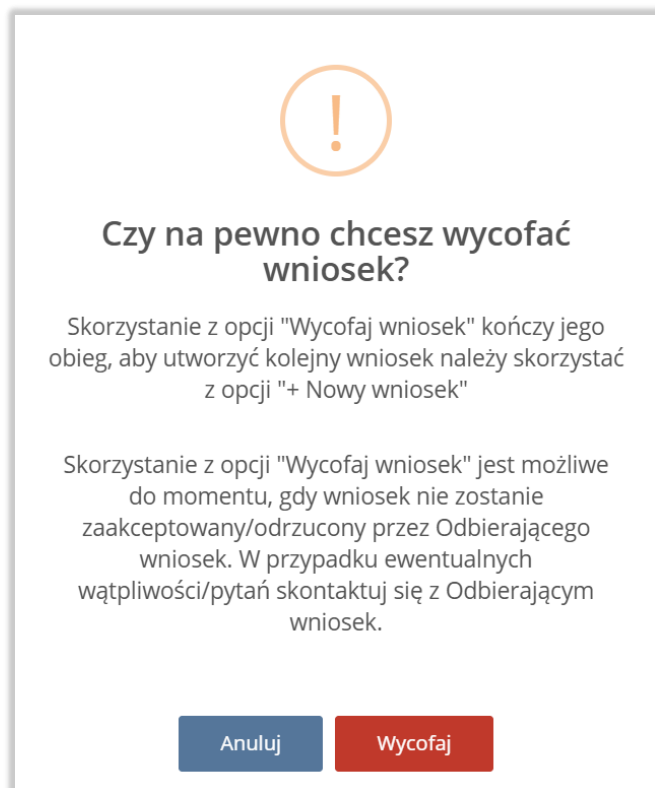 !
Czy na pewno chcesz wycofać
wniosek?
Skorzystanie z opcji "Wycofaj wniosek" kończy jego
obieg, aby utworzyć kolejny wniosek należy skorzystać
z opcji "+ Nowy wniosek"
Skorzystanie z opcji "Wycofaj wniosek" jest możliwe
do momentu, gdy wniosek nie zostanie
zaakceptowany/odrzucony przez Odbierającego
wniosek. W przypadku ewentualnych
wątpliwości/pytań skontaktuj się z Odbierającym
wniosek.
Anuluj
Wycofaj